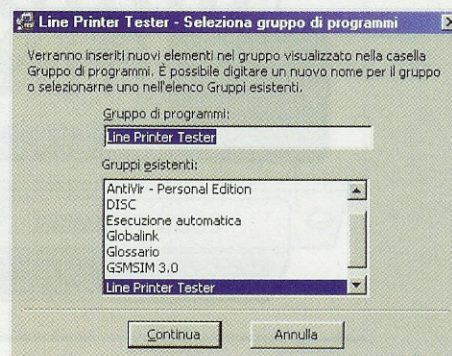 Line Printer Tester - Seleziona gruppo di programmi
Verranno inseriti nuovi elementi nel gruppo visualizzato nella casella
Gruppo di programmi. È possibile digitare un nuovo nome per il gruppo
o selezionarne uno nell'elenco Gruppi esistenti.
Gruppo di programmi:
Line Printer Tester
Gruppi esistenti:
AntiVir - Personal Edition
DISC
Esecuzione automatica
Globalink
Glossario
GSMSIM 3.0
Line Printer Tester
Continua
Annulla